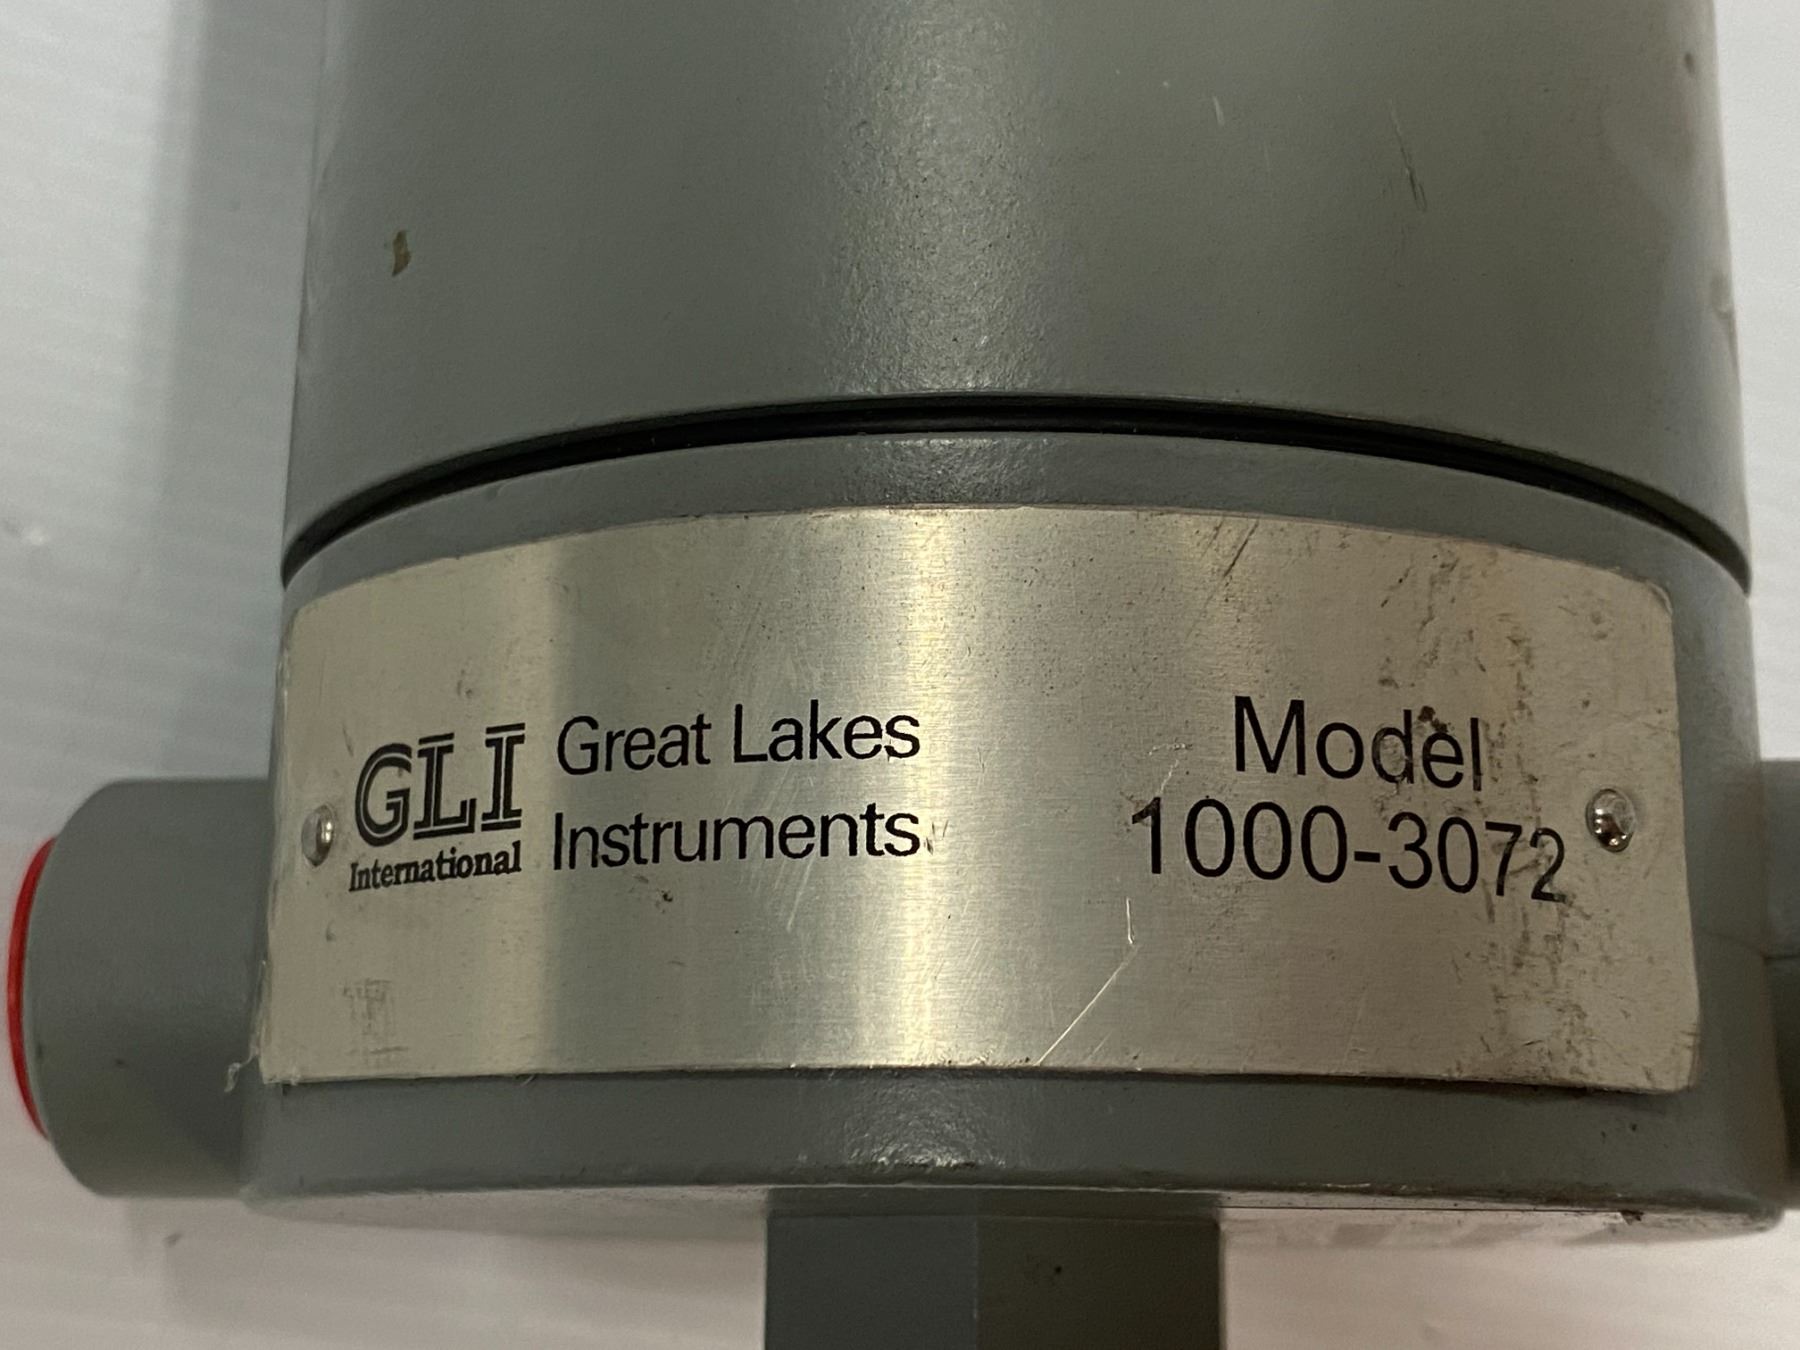 GLI
International
Great Lakes
Instruments
Model
1000-3072